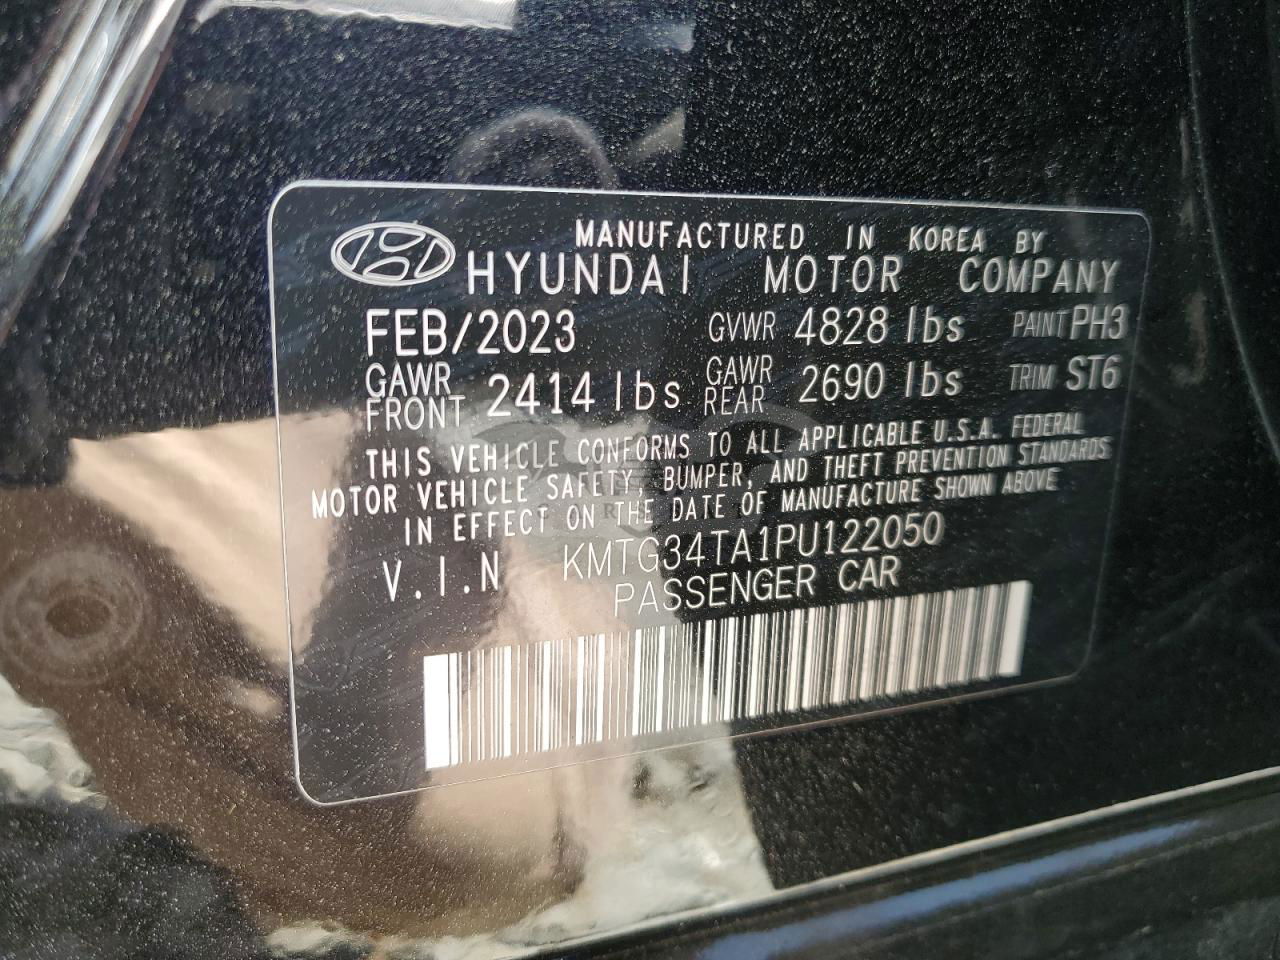 MANUFACTURED IN KOREA BY
HYUNDAI MOTOR COMPANY
FEB/2023 GVWR 4828 lbs PAINT PH3
GAWR FRONT 2414 lbs GAWR REAR 2690 lbs TRIM ST6
THIS VEHICLE CONFORMS TO ALL APPLICABLE U.S.A. FEDERAL
MOTOR VEHICLE SAFETY, BUMPER, AND THEFT PREVENTION STANDARDS
IN EFFECT ON THE DATE OF MANUFACTURE SHOWN ABOVE
V.I.N KMTG34TA1PU122050
PASSENGER CAR